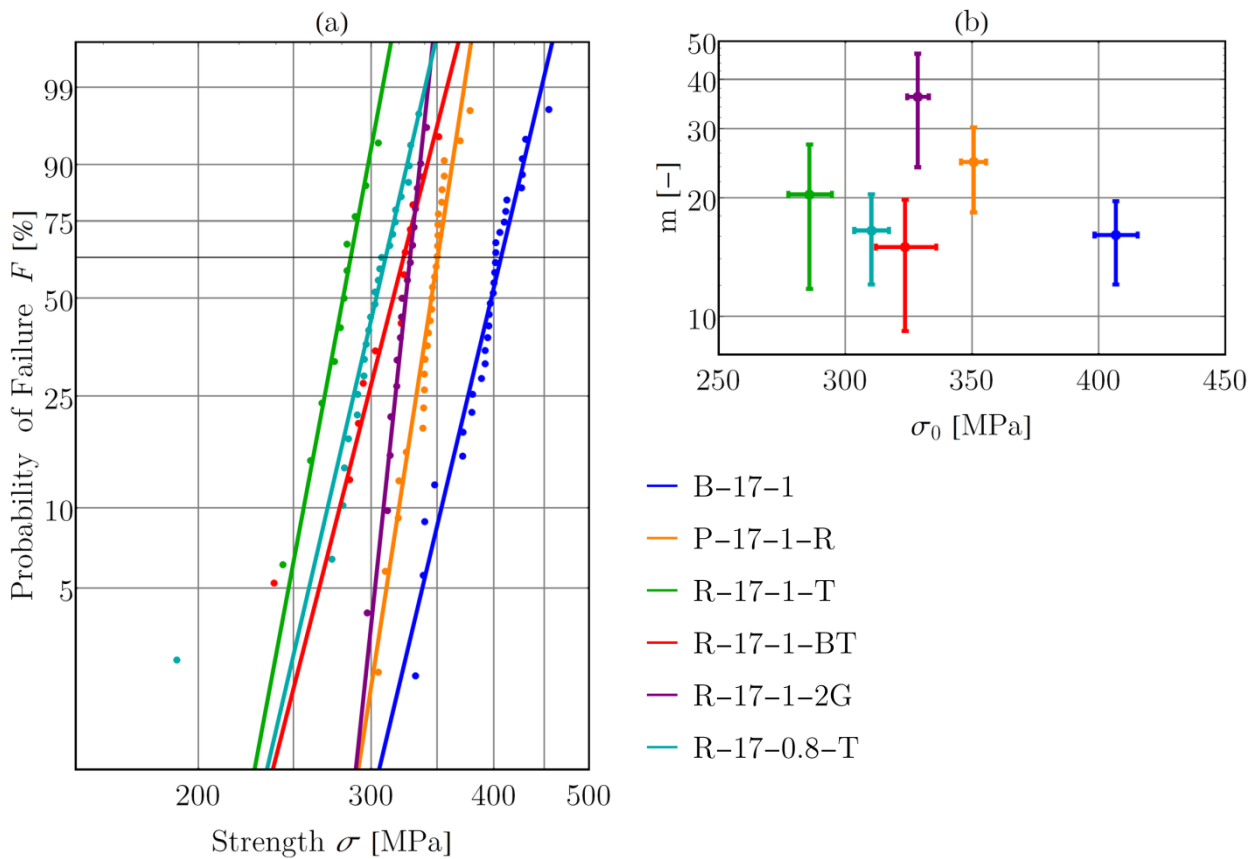 (a)
99
90
75
50
25
10
5
Probability of Failure F [%]
200 300 400 500
Strength σ [MPa]
(b)
50
40
30
20
10
m [−]
250 300 350 400 450
σ₀ [MPa]
B−17−1
P−17−1−R
R−17−1−T
R−17−1−BT
R−17−1−2G
R−17−0.8−T